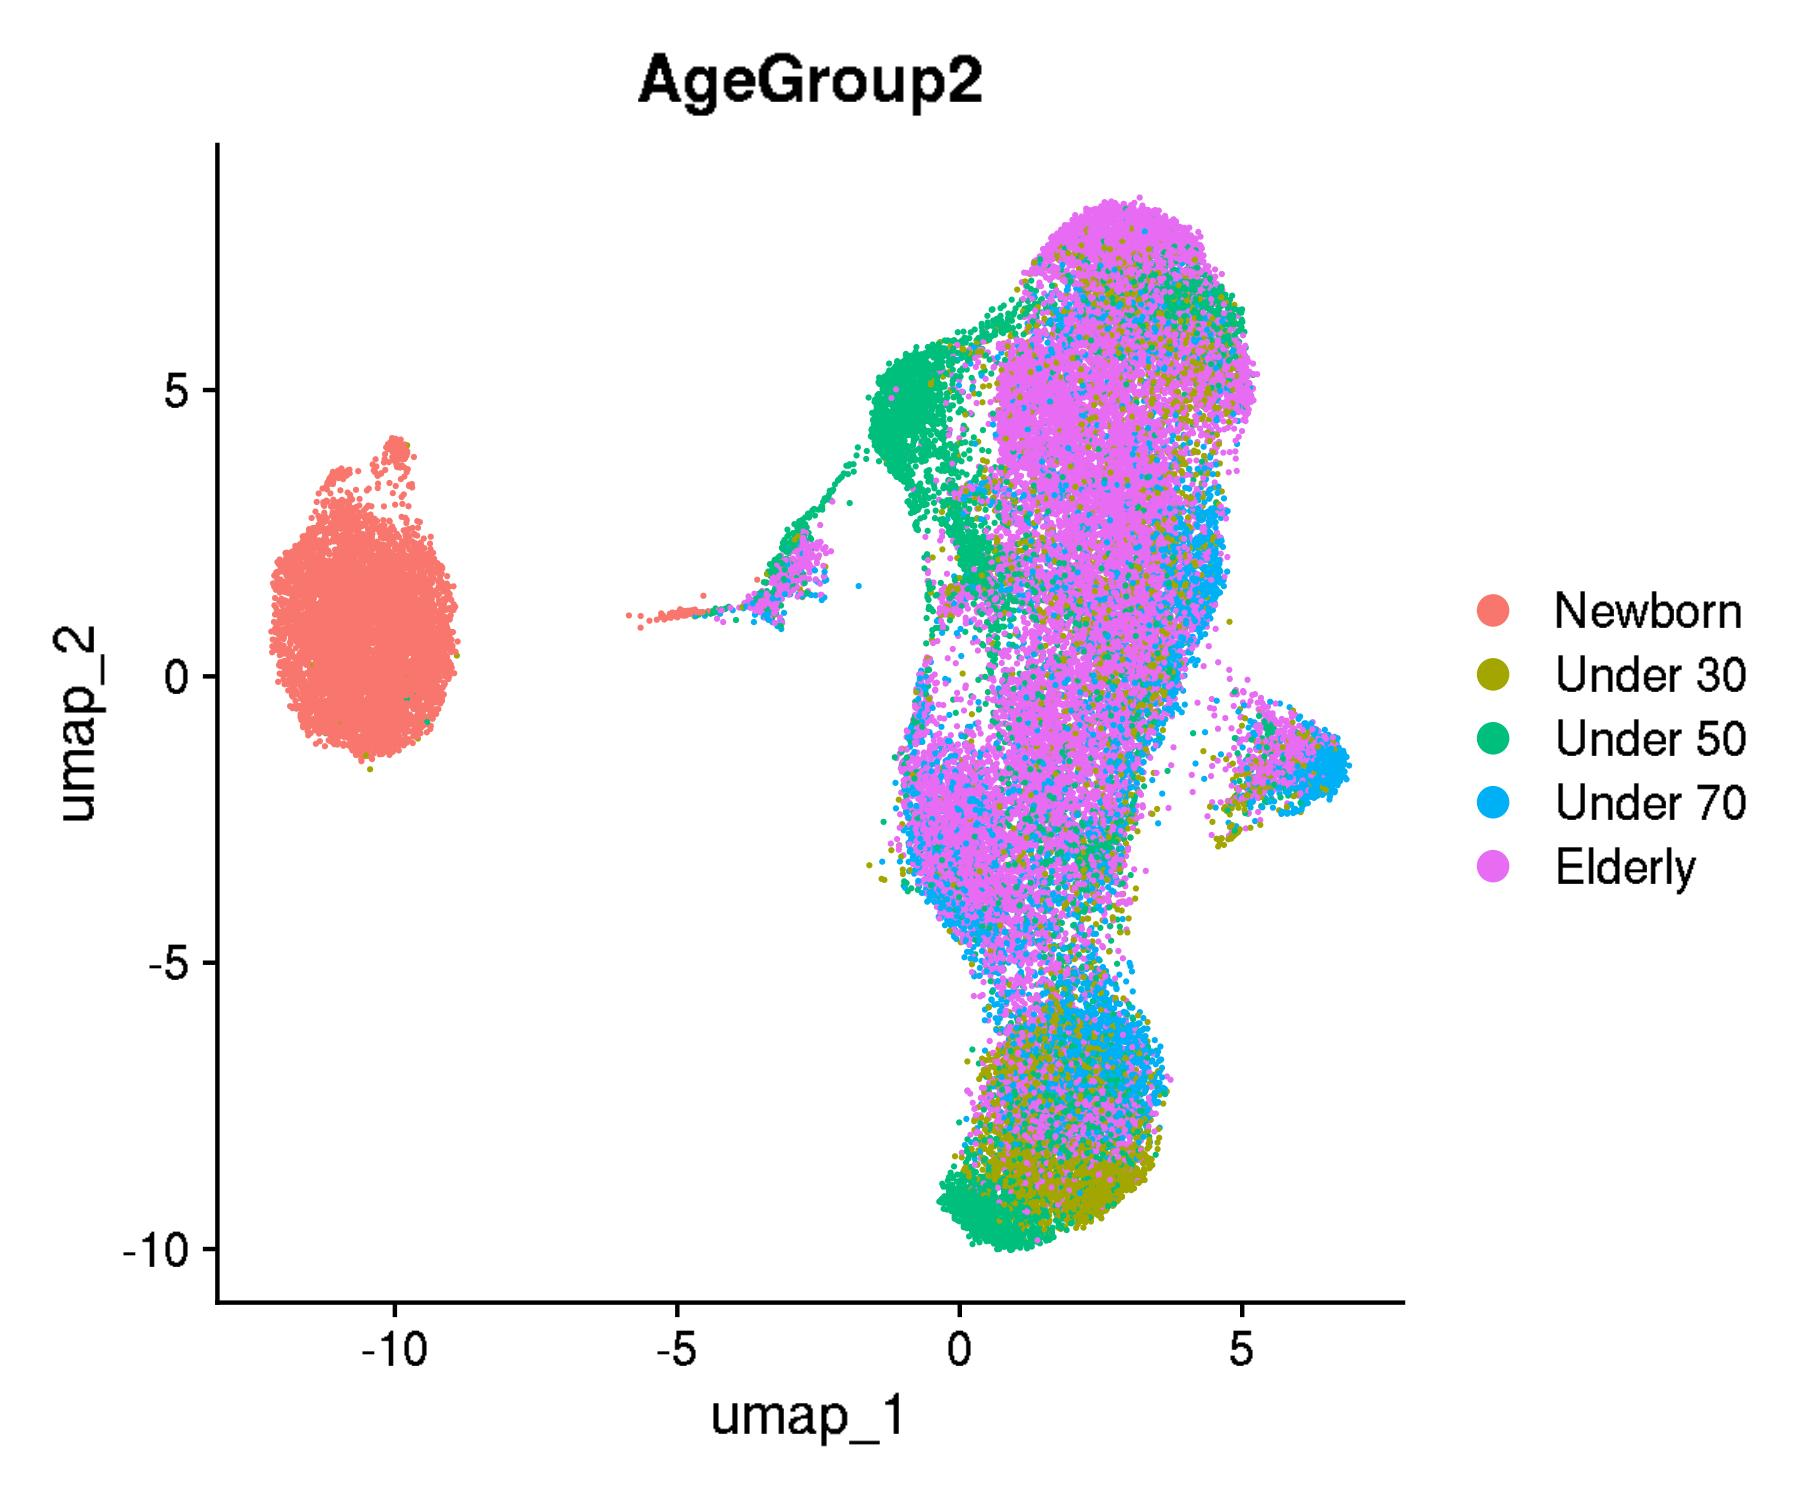 AgeGroup2
umap_2
5
0
-5
-10
-10
-5
0
5
umap_1
Newborn
Under 30
Under 50
Under 70
Elderly